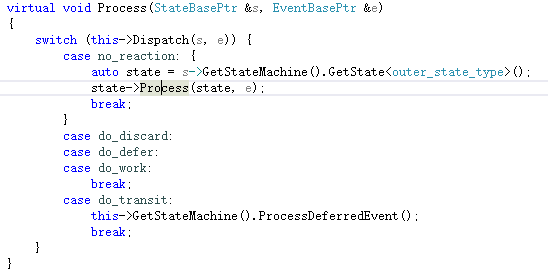 virtual void Process(StateBasePtr &s, EventBasePtr &e)
{
    switch (this->Dispatch(s, e)) {
        case no_reaction: {
            auto state = s->GetStateMachine().GetState<outer_state_type>();
            state->Process(state, e);
            break;
        }
        case do_discard:
        case do_defer:
        case do_work:
            break;
        case do_transit:
            this->GetStateMachine().ProcessDeferredEvent();
            break;
    }
}